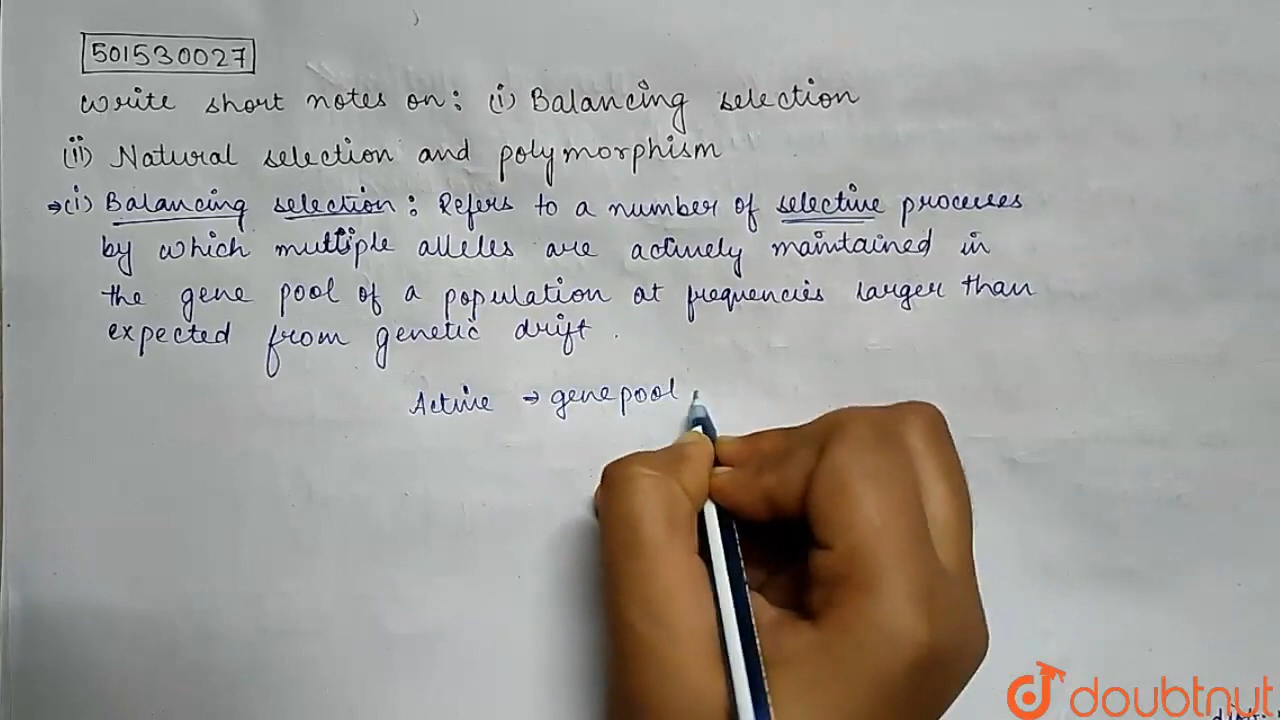 501530027
Write short notes on: (i) Balancing selection
(ii) Natural selection and polymorphism
→(i) Balancing selection: Refers to a number of selective processes
by which multiple alleles are actively maintained in
the gene pool of a population at frequencies larger than
expected from genetic drift.
Active → gene pool
doubtnut